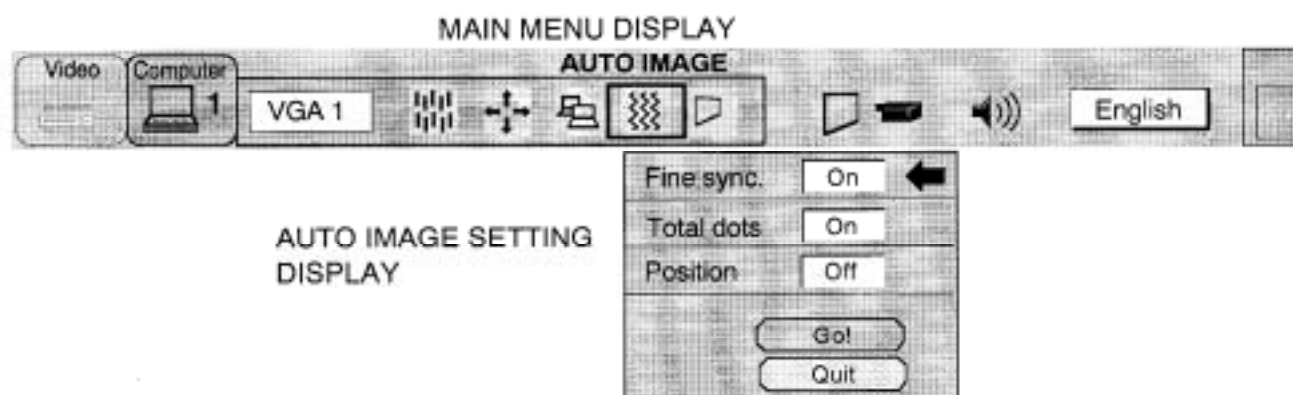 MAIN MENU DISPLAY
AUTO IMAGE
Video
Computer
1
VGA 1
English
Fine sync. On
Total dots On
Position Off
AUTO IMAGE SETTING
DISPLAY
Go!
Quit